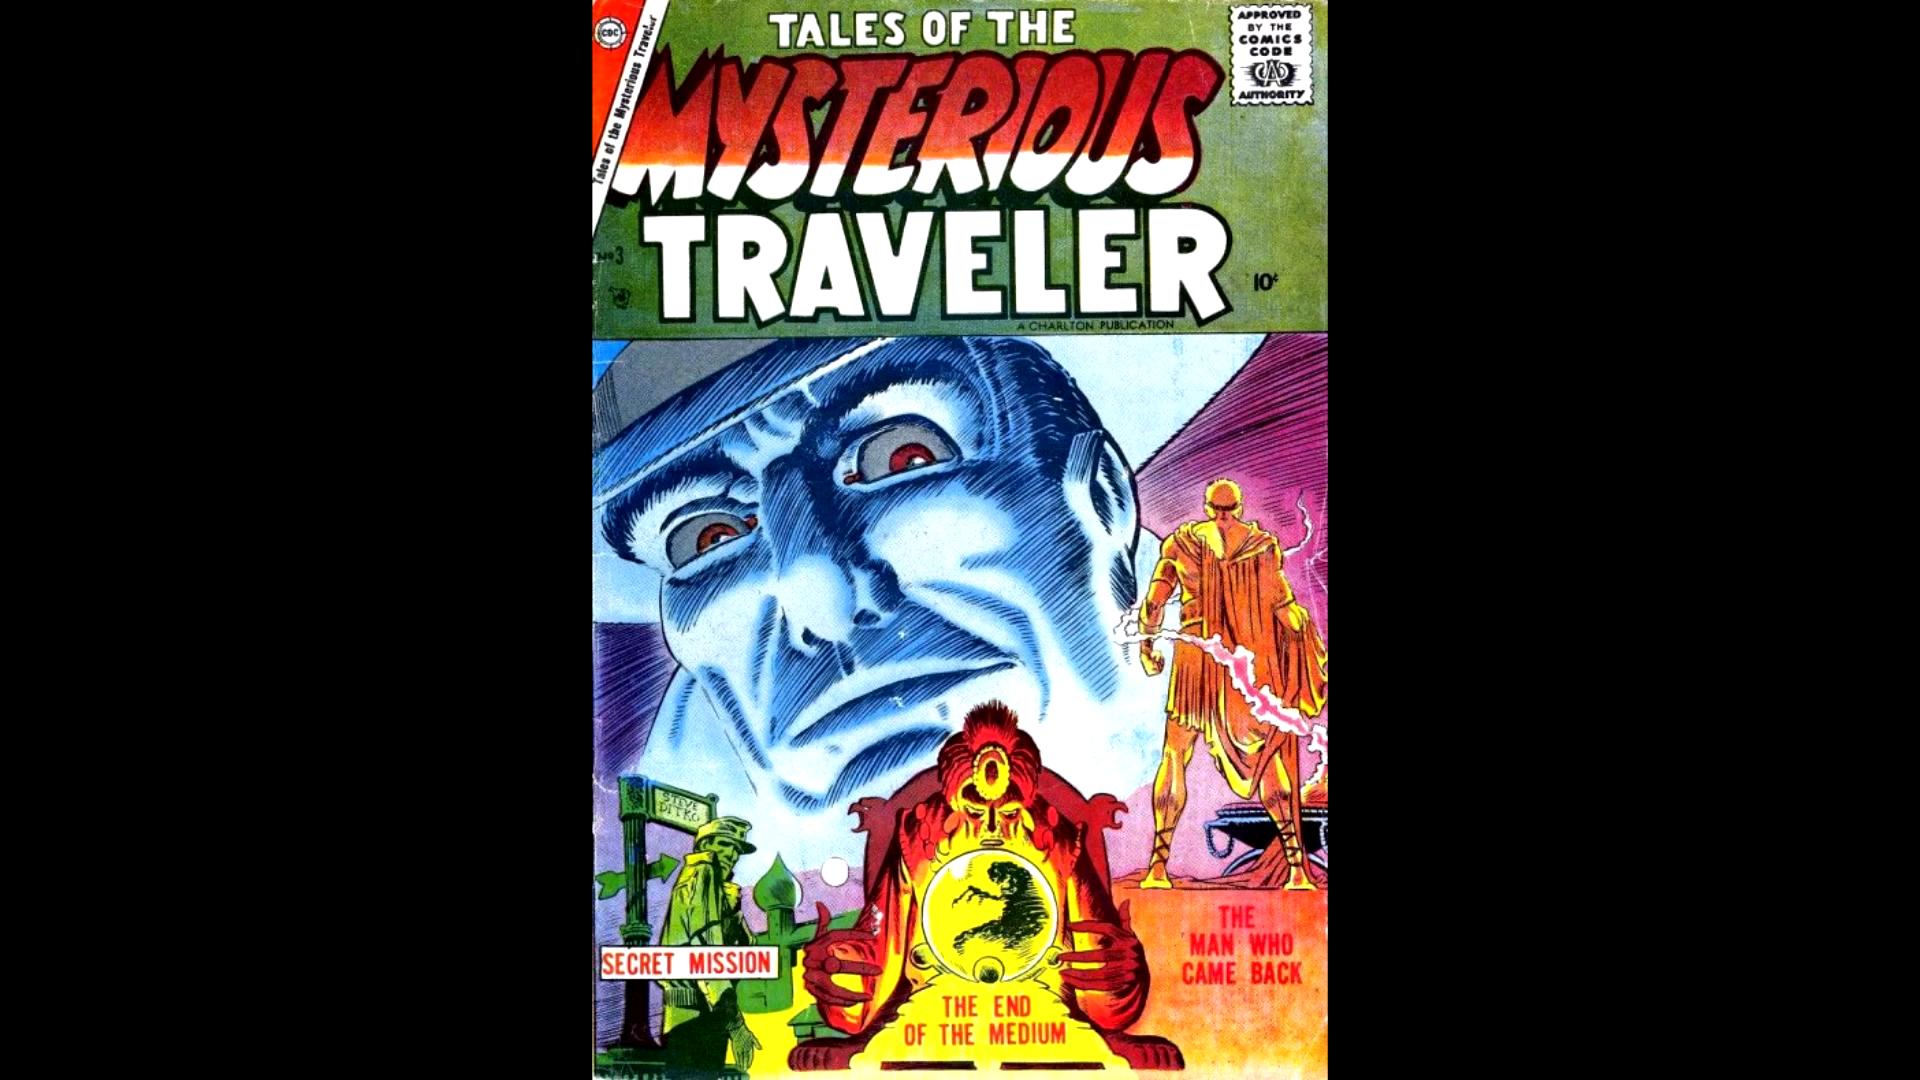 CDC
Tales of the Mysterious Traveler
TALES OF THE
MYSTERIOUS
TRAVELER
APPROVED
BY THE
COMICS
CODE
AUTHORITY
No 3
10¢
A CHARLTON PUBLICATION
STEVE
DITKO
SECRET MISSION
THE END
OF THE MEDIUM
THE
MAN WHO
CAME BACK